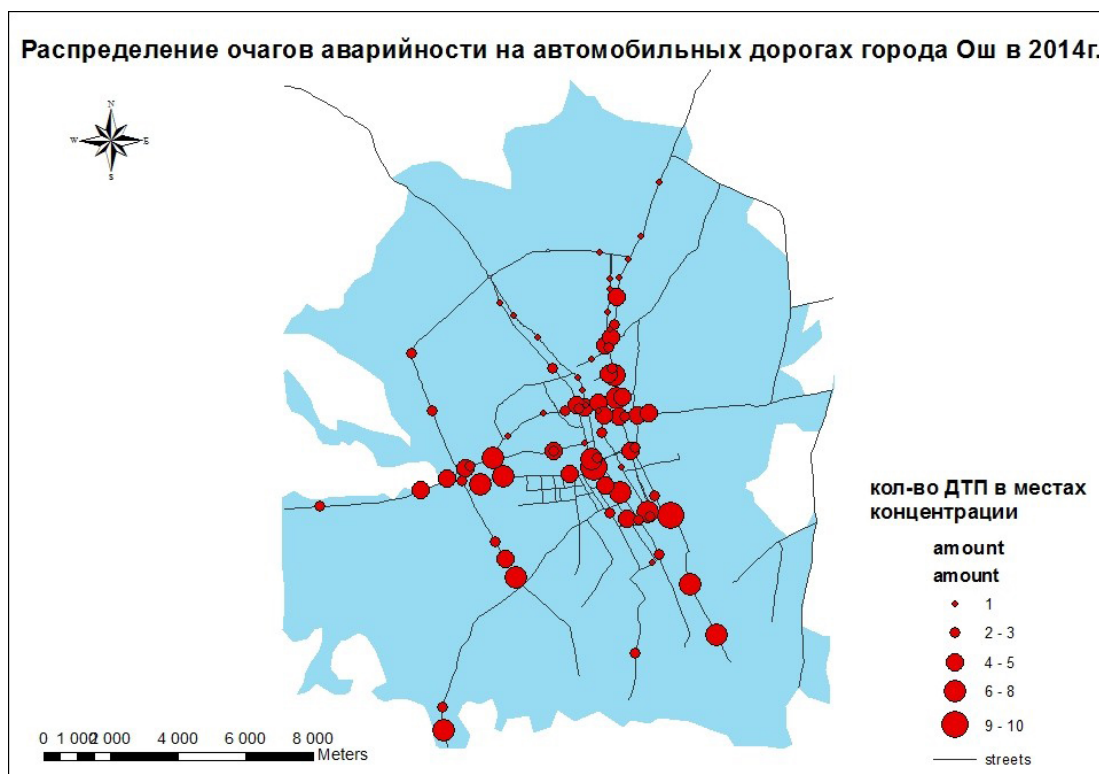 Распределение очагов аварийности на автомобильных дорогах города Ош в 2014г.
N
W E
S
кол-во ДТП в местах
концентрации
amount
amount
1
2 - 3
4 - 5
6 - 8
9 - 10
streets
0 1 000 2 000 4 000 6 000 8 000
Meters